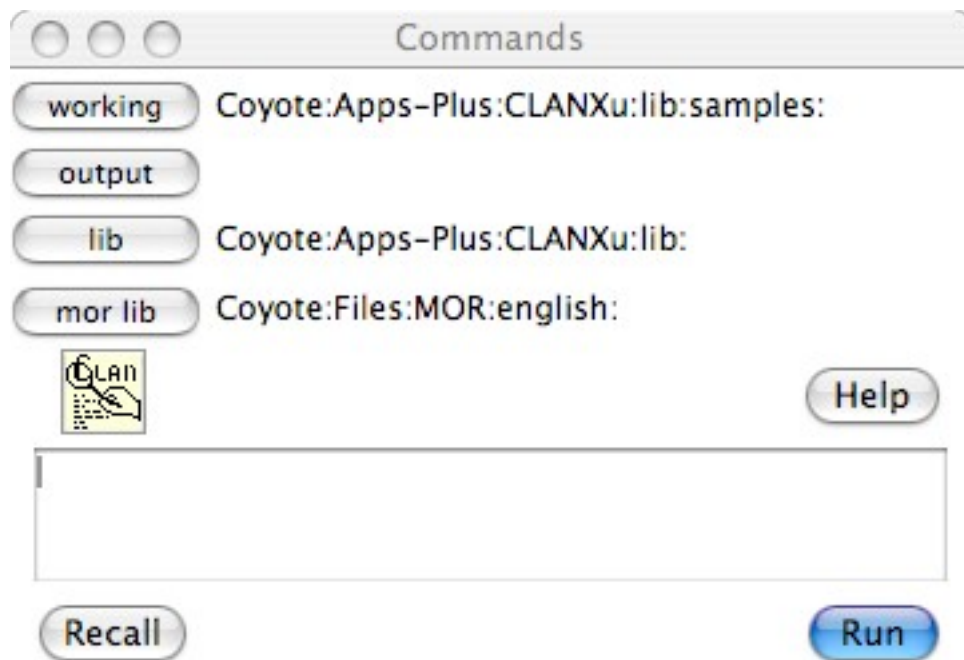 Commands
working Coyote:Apps-Plus:CLANXu:lib:samples:
output
lib Coyote:Apps-Plus:CLANXu:lib:
mor lib Coyote:Files:MOR:english:
CLAN
Help
Recall Run